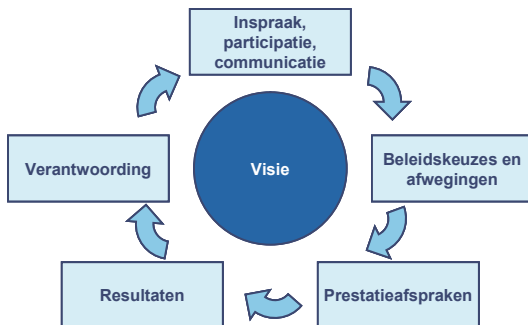 Inspraak,
participatie,
communicatie
Verantwoording
Visie
Beleidskeuzes en
afwegingen
Resultaten
Prestatieafspraken